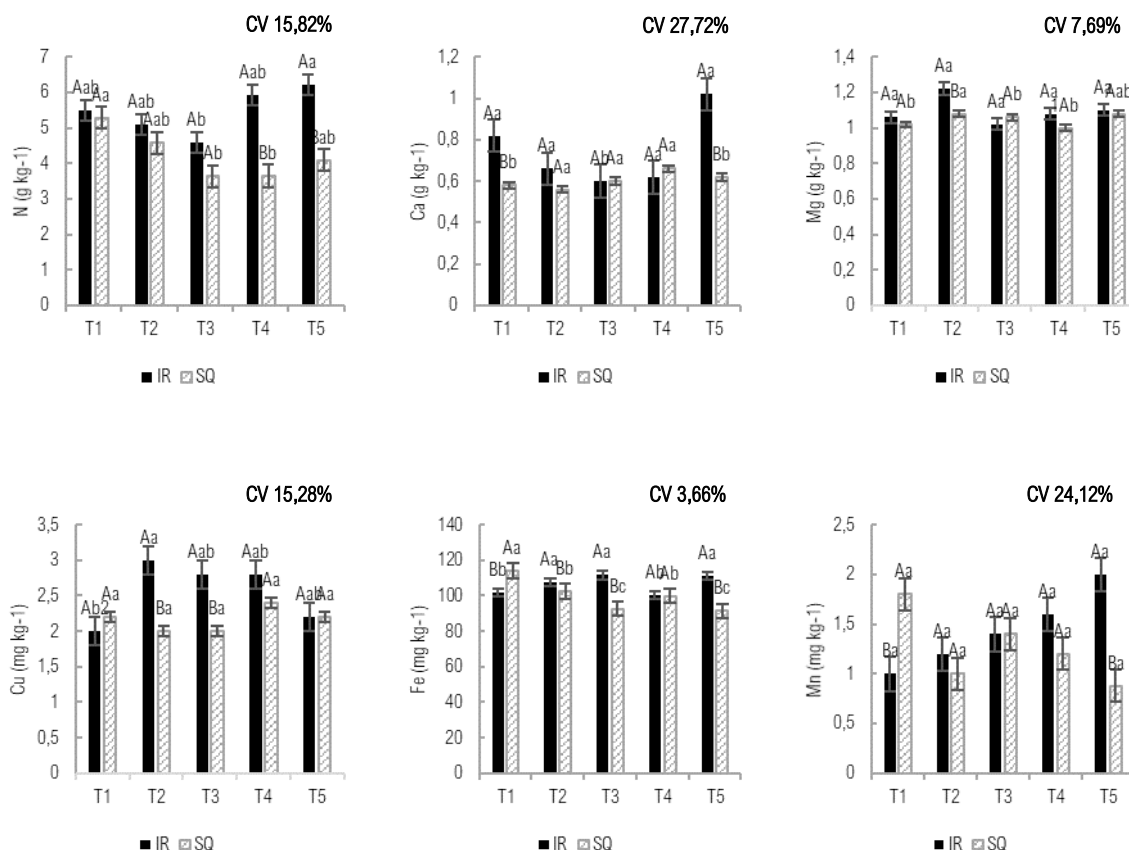 CV 15,82%
N (g kg-1)
7
6
5
4
3
2
1
0
Aab Aa Aab Aab Ab Ab Aab Bb Aa Bab
T1 T2 T3 T4 T5
IR SQ
CV 27,72%
Ca (g kg-1)
1,2
1
0,8
0,6
0,4
0,2
0
Aa Bb Aa Aa Ab Aa Aa Aa Aa Bb
T1 T2 T3 T4 T5
IR SQ
CV 7,69%
Mg (g kg-1)
1,4
1,2
1
0,8
0,6
0,4
0,2
0
Aa Ab Aa Ba Aa Ab Aa Ab Aa Aab
T1 T2 T3 T4 T5
IR SQ
CV 15,28%
Cu (mg kg-1)
3,5
3
2,5
2
1,5
1
0,5
0
Ab2 Aa Aa Ba Aab Ba Aab Aa Aab Aa
T1 T2 T3 T4 T5
IR SQ
CV 3,66%
Fe (mg kg-1)
140
120
100
80
60
40
20
0
Bb Aa Aa Bb Aa Bc Ab Ab Aa Bc
T1 T2 T3 T4 T5
IR SQ
CV 24,12%
Mn (mg kg-1)
2,5
2
1,5
1
0,5
0
Ba Aa Aa Aa Aa Aa Aa Aa Aa Ba
T1 T2 T3 T4 T5
IR SQ